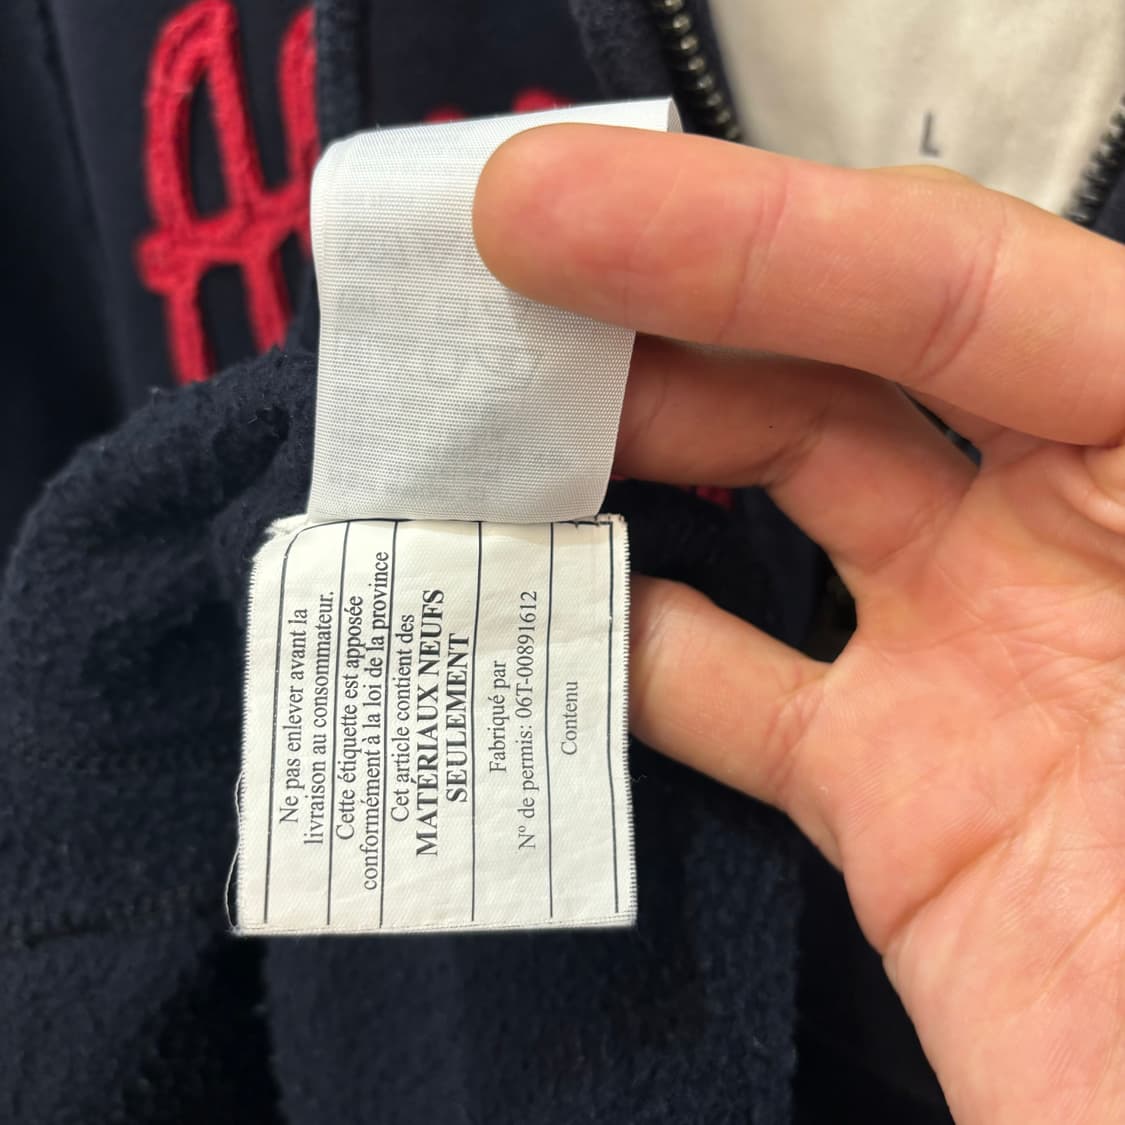 L
Ne pas enlever avant la
livraison au consommateur.
Cette étiquette est apposée
conformément à la loi de la province
Cet article contient des
MATÉRIAUX NEUFS
SEULEMENT
Fabriqué par
Nº de permis: 06T-00891612
Contenu